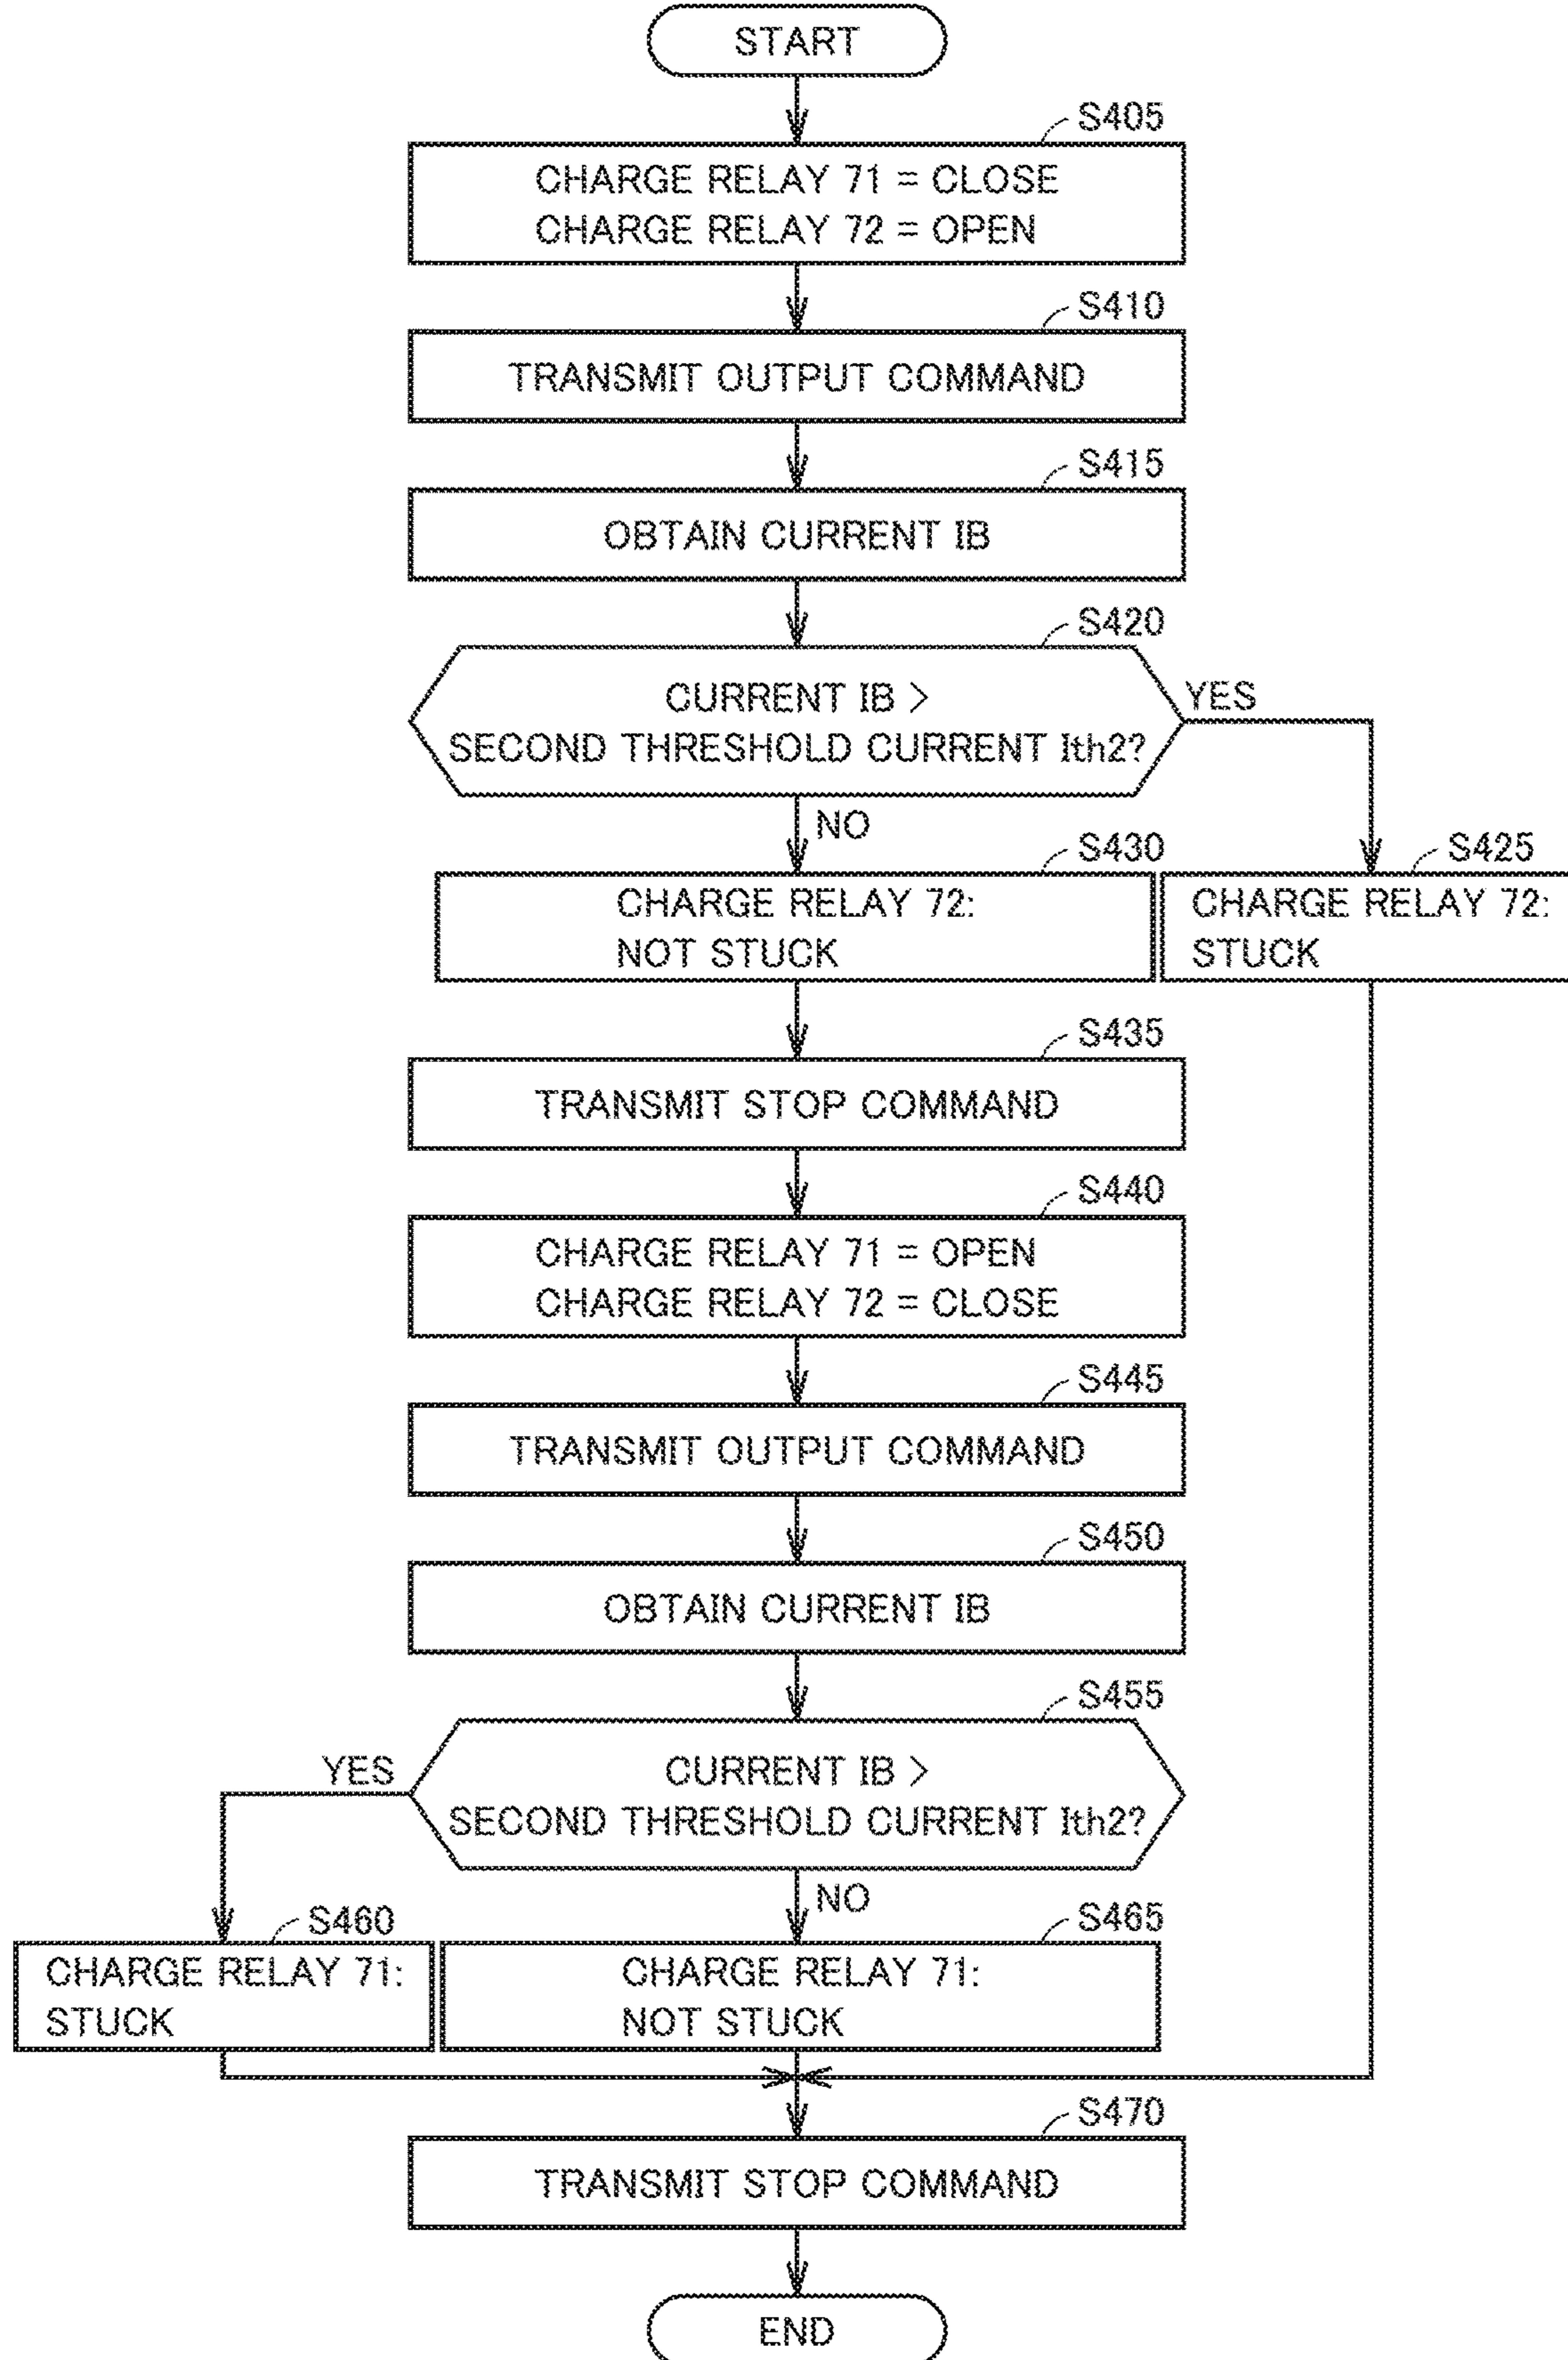 START
S405
CHARGE RELAY 71 = CLOSE
CHARGE RELAY 72 = OPEN
S410
TRANSMIT OUTPUT COMMAND
S415
OBTAIN CURRENT IB
S420
CURRENT IB >
SECOND THRESHOLD CURRENT Ith2?
YES
NO
S430
CHARGE RELAY 72:
NOT STUCK
S425
CHARGE RELAY 72:
STUCK
S435
TRANSMIT STOP COMMAND
S440
CHARGE RELAY 71 = OPEN
CHARGE RELAY 72 = CLOSE
S445
TRANSMIT OUTPUT COMMAND
S450
OBTAIN CURRENT IB
S455
CURRENT IB >
SECOND THRESHOLD CURRENT Ith2?
YES
NO
S460
CHARGE RELAY 71:
STUCK
S465
CHARGE RELAY 71:
NOT STUCK
S470
TRANSMIT STOP COMMAND
END